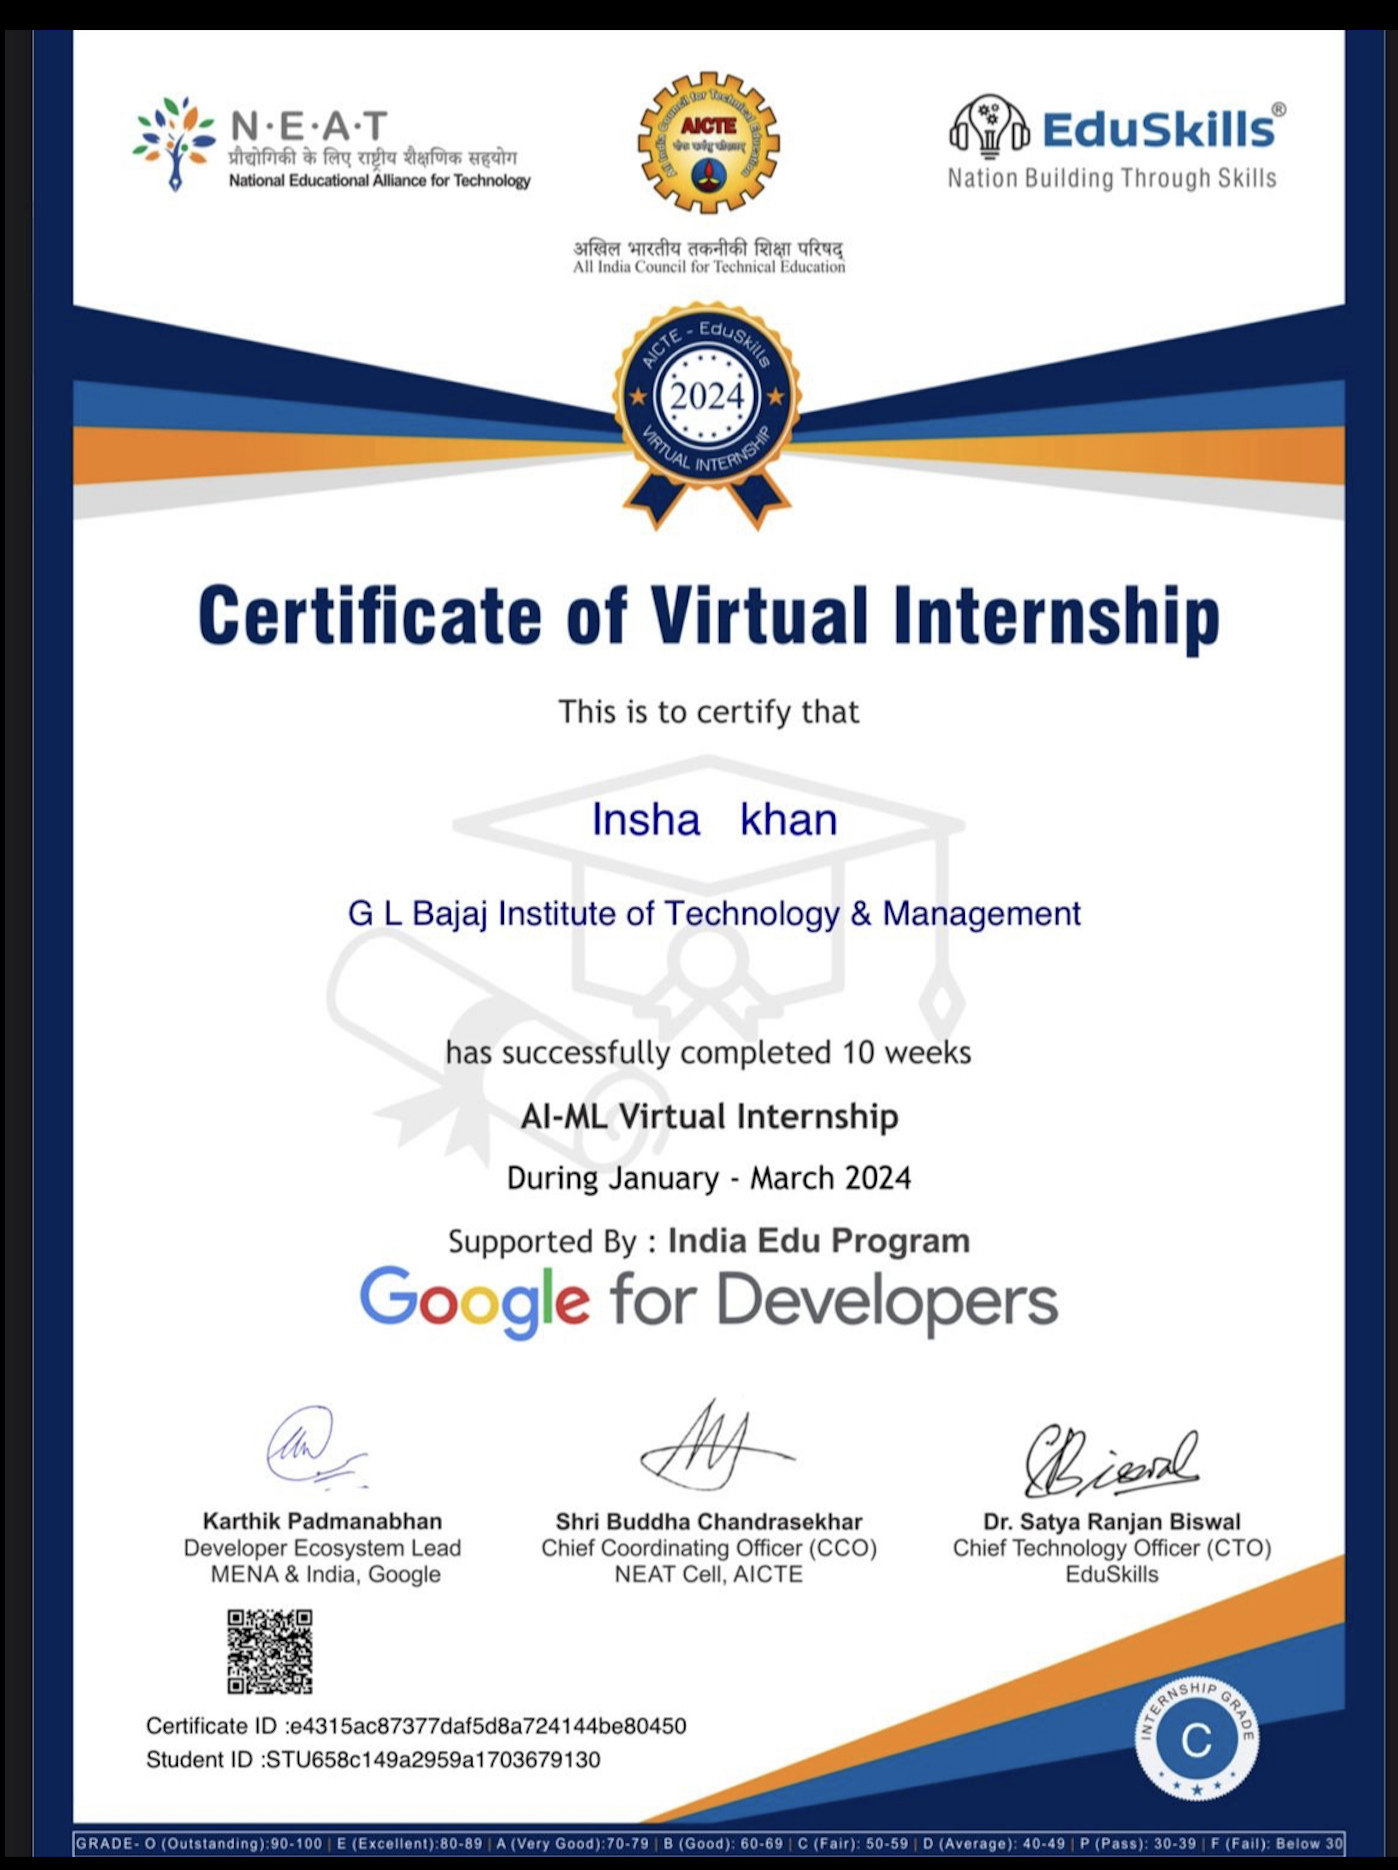 N·E·A·T
प्रौद्योगिकी के लिए राष्ट्रीय शैक्षणिक सहयोग
National Educational Alliance for Technology
All India Council for Technical Education
AICTE
अखिल भारतीय तकनीकी शिक्षा परिषद्
All India Council for Technical Education
EduSkills®
Nation Building Through Skills
AICTE - EduSkills
2024
VIRTUAL INTERNSHIP
Certificate of Virtual Internship
This is to certify that
Insha khan
G L Bajaj Institute of Technology & Management
has successfully completed 10 weeks
AI-ML Virtual Internship
During January - March 2024
Supported By : India Edu Program
Google for Developers
Karthik Padmanabhan
Developer Ecosystem Lead
MENA & India, Google
Shri Buddha Chandrasekhar
Chief Coordinating Officer (CCO)
NEAT Cell, AICTE
Biswal
Dr. Satya Ranjan Biswal
Chief Technology Officer (CTO)
EduSkills
Certificate ID :e4315ac87377daf5d8a724144be80450
Student ID :STU658c149a2959a1703679130
INTERNSHIP GRADE
C
GRADE- O (Outstanding):90-100 | E (Excellent):80-89 | A (Very Good):70-79 | B (Good): 60-69 | C (Fair): 50-59 | D (Average): 40-49 | P (Pass): 30-39 | F (Fail): Below 30